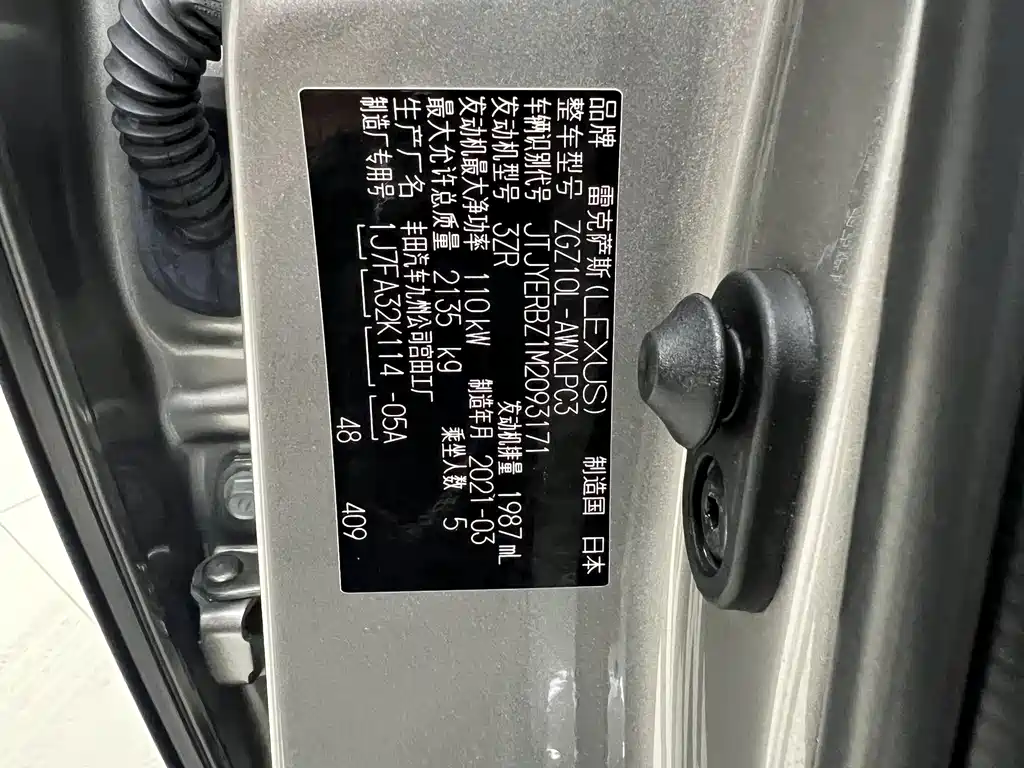 品牌 雷克萨斯(LEXUS) 制造国 日本
整车型号 ZGZ10L-AWXLPC3
车辆识别代号 JTJYERBZ1M2093171
发动机型号 3ZR 发动机排量 1987 mL
发动机最大净功率 110 kW 制造年月 2021-03
最大允许总质量 2135 kg 乘坐人数 5
生产厂名 丰田汽车九州公司宫田工厂
制造厂专用号 1J7FA32K114 -05A
48 409